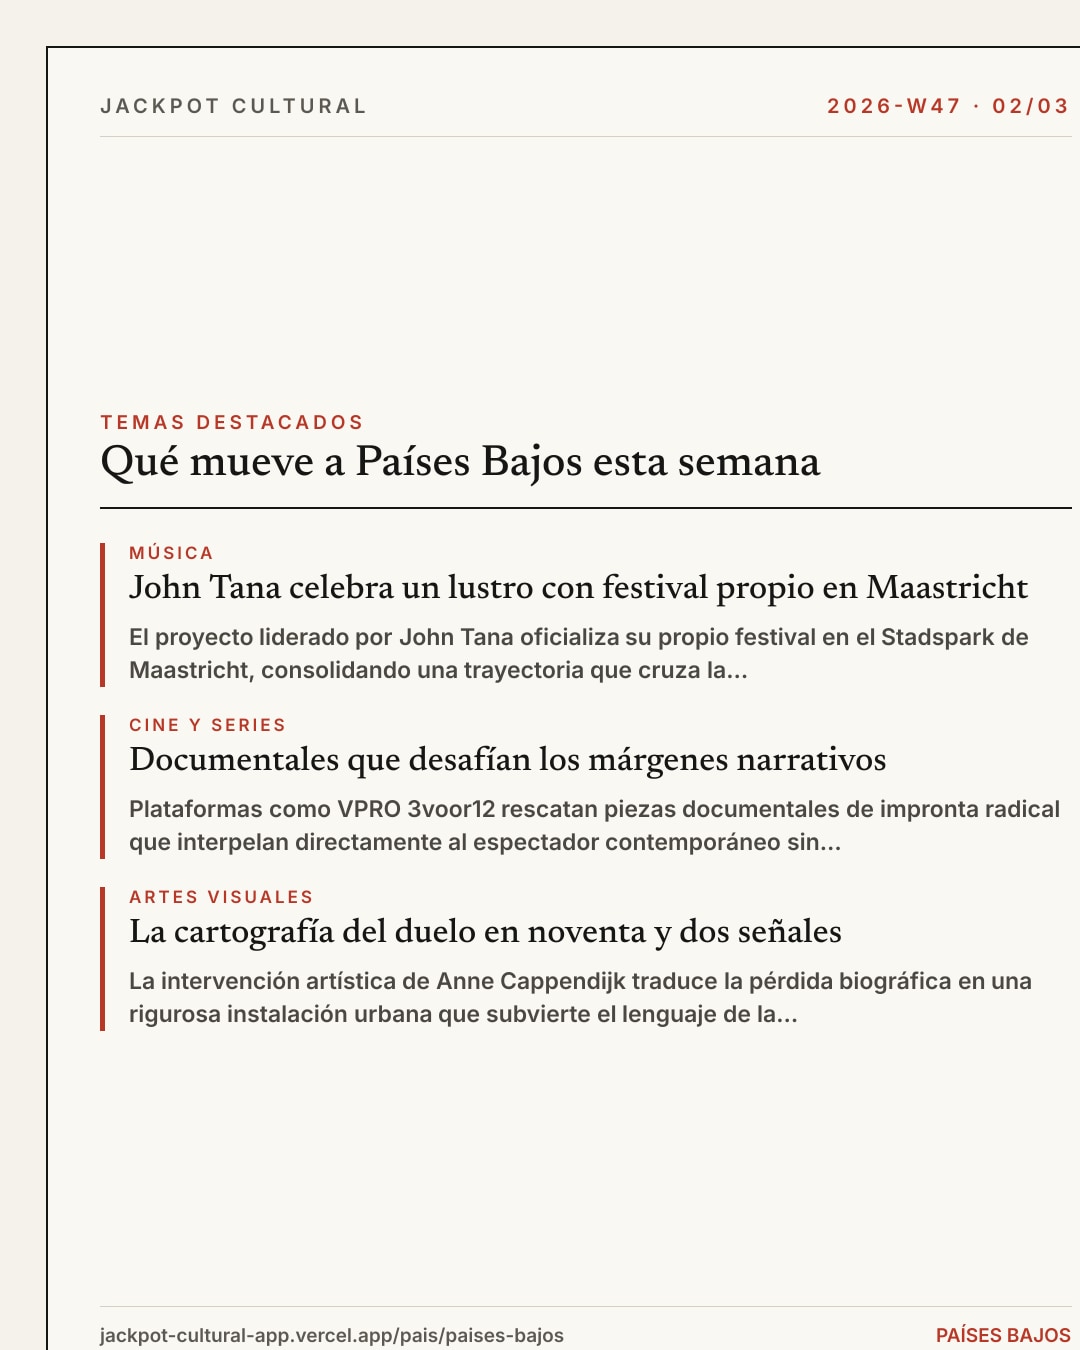 JACKPOT CULTURAL
2026-W47 · 02/03
TEMAS DESTACADOS
Qué mueve a Países Bajos esta semana
MÚSICA
John Tana celebra un lustro con festival propio en Maastricht
El proyecto liderado por John Tana oficializa su propio festival en el Stadspark de
Maastricht, consolidando una trayectoria que cruza la...
CINE Y SERIES
Documentales que desafían los márgenes narrativos
Plataformas como VPRO 3voor12 rescatan piezas documentales de impronta radical
que interpelan directamente al espectador contemporáneo sin...
ARTES VISUALES
La cartografía del duelo en noventa y dos señales
La intervención artística de Anne Cappendijk traduce la pérdida biográfica en una
rigurosa instalación urbana que subvierte el lenguaje de la...
jackpot-cultural-app.vercel.app/pais/paises-bajos
PAÍSES BAJOS